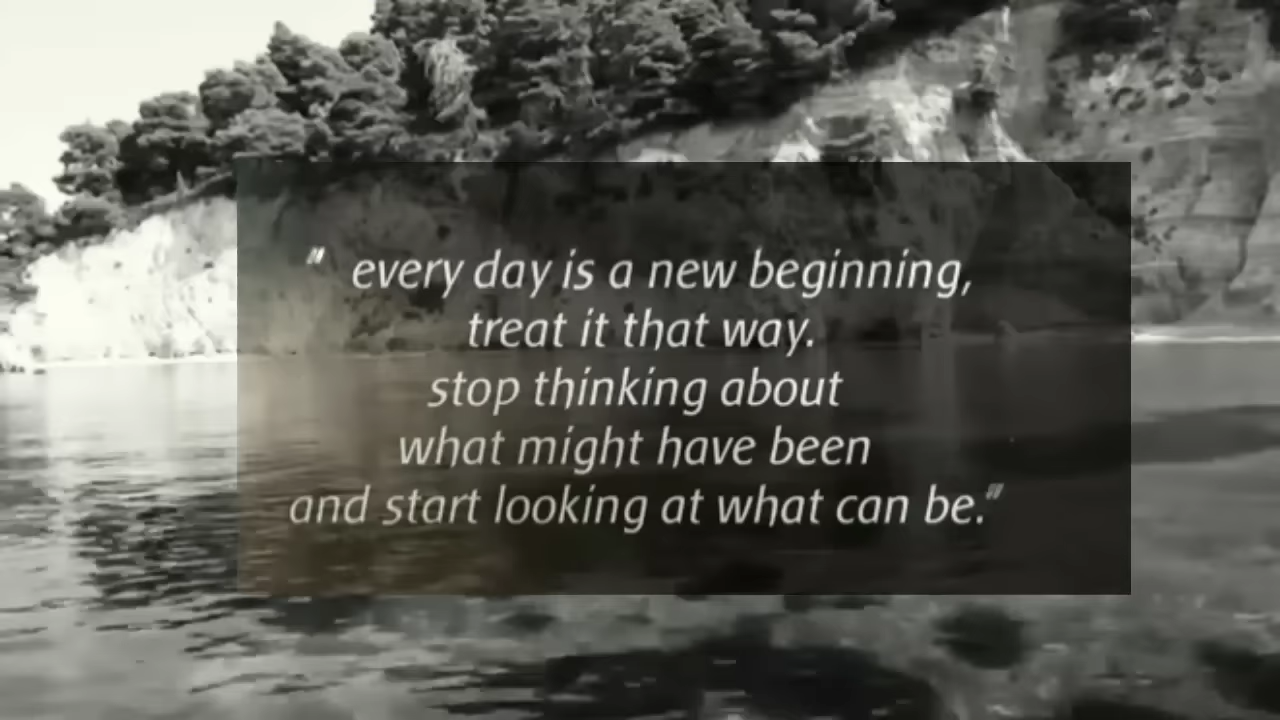 " every day is a new beginning,
treat it that way.
stop thinking about
what might have been
and start looking at what can be."